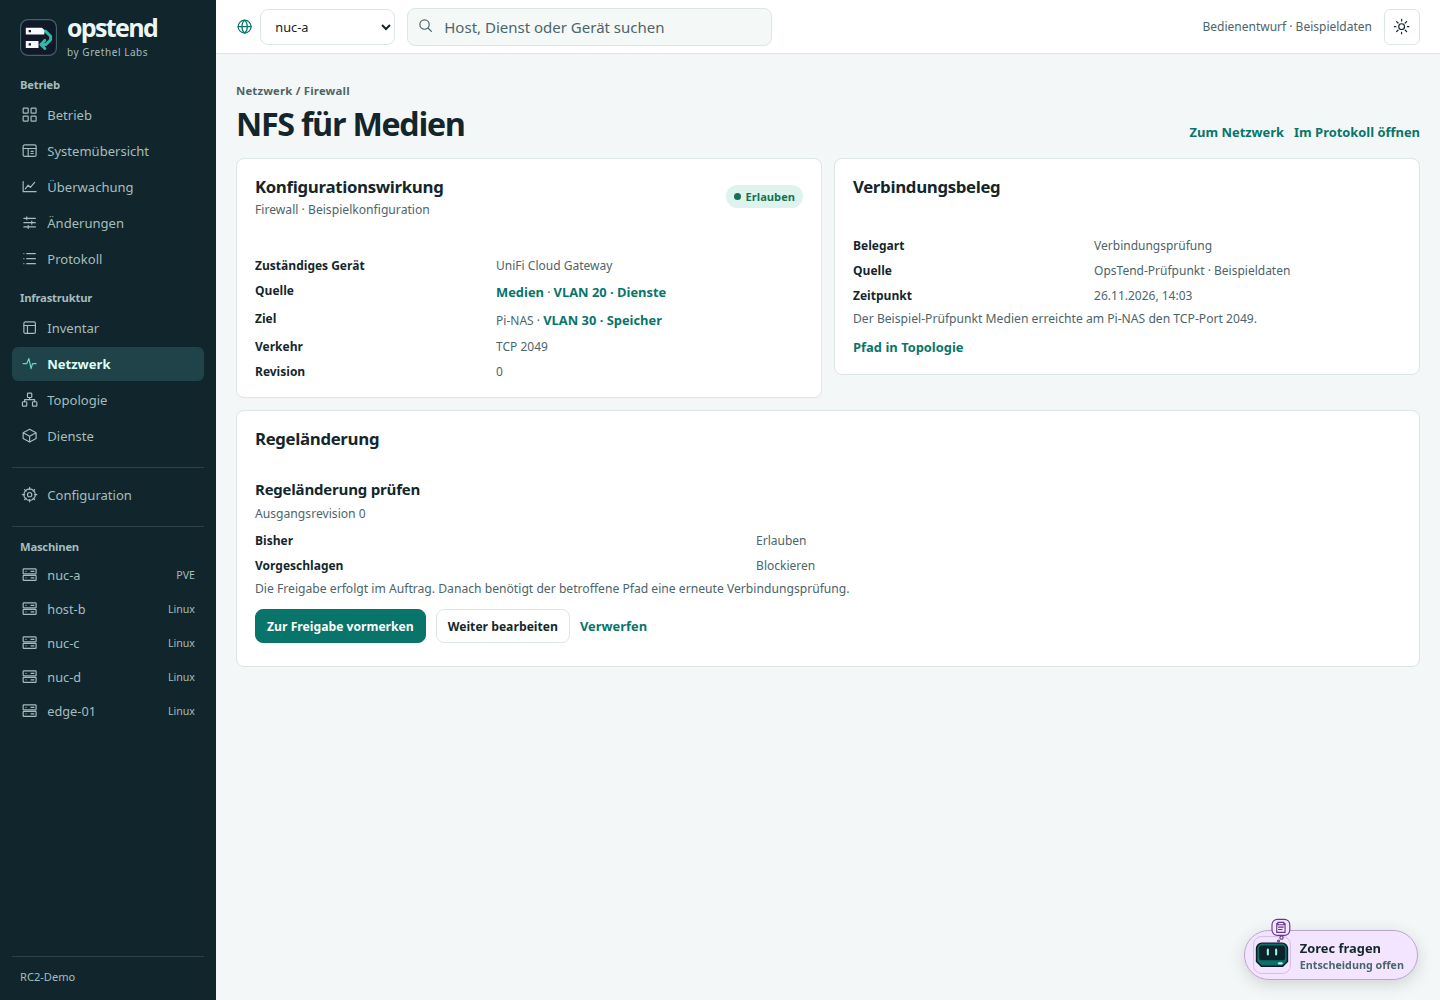 opstend
by Grethel Labs
Betrieb
Betrieb
Systemübersicht
Überwachung
Änderungen
Protokoll
Infrastruktur
Inventar
Netzwerk
Topologie
Dienste
Configuration
Maschinen
nuc-a PVE
host-b Linux
nuc-c Linux
nuc-d Linux
edge-01 Linux
RC2-Demo
nuc-a
Host, Dienst oder Gerät suchen
Bedienentwurf · Beispieldaten
Netzwerk / Firewall
NFS für Medien
Zum Netzwerk Im Protokoll öffnen
Konfigurationswirkung
Firewall · Beispielkonfiguration
Erlauben
Zuständiges Gerät UniFi Cloud Gateway
Quelle Medien · VLAN 20 · Dienste
Ziel Pi-NAS · VLAN 30 · Speicher
Verkehr TCP 2049
Revision 0
Verbindungsbeleg
Belegart Verbindungsprüfung
Quelle OpsTend-Prüfpunkt · Beispieldaten
Zeitpunkt 26.11.2026, 14:03
Der Beispiel-Prüfpunkt Medien erreichte am Pi-NAS den TCP-Port 2049.
Pfad in Topologie
Regeländerung
Regeländerung prüfen
Ausgangsrevision 0
Bisher Erlauben
Vorgeschlagen Blockieren
Die Freigabe erfolgt im Auftrag. Danach benötigt der betroffene Pfad eine erneute Verbindungsprüfung.
Zur Freigabe vormerken Weiter bearbeiten Verwerfen
Zorec fragen
Entscheidung offen